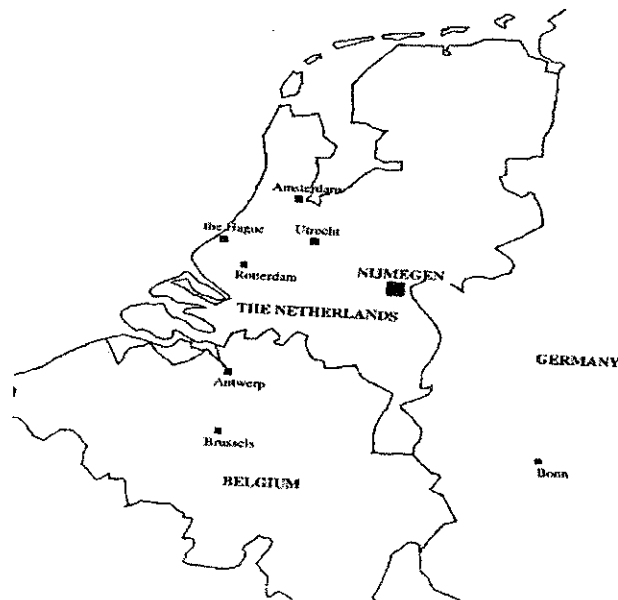 Amsterdam
the Hague
Utrecht
Rotterdam
NIJMEGEN
THE NETHERLANDS
GERMANY
Antwerp
Brussels
Bonn
BELGIUM